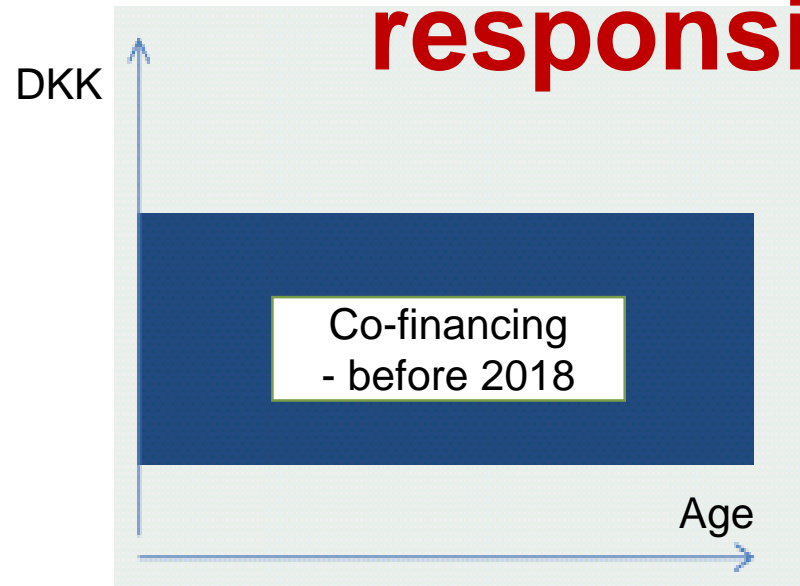 responsi
DKK
Co-financing
- before 2018
Age